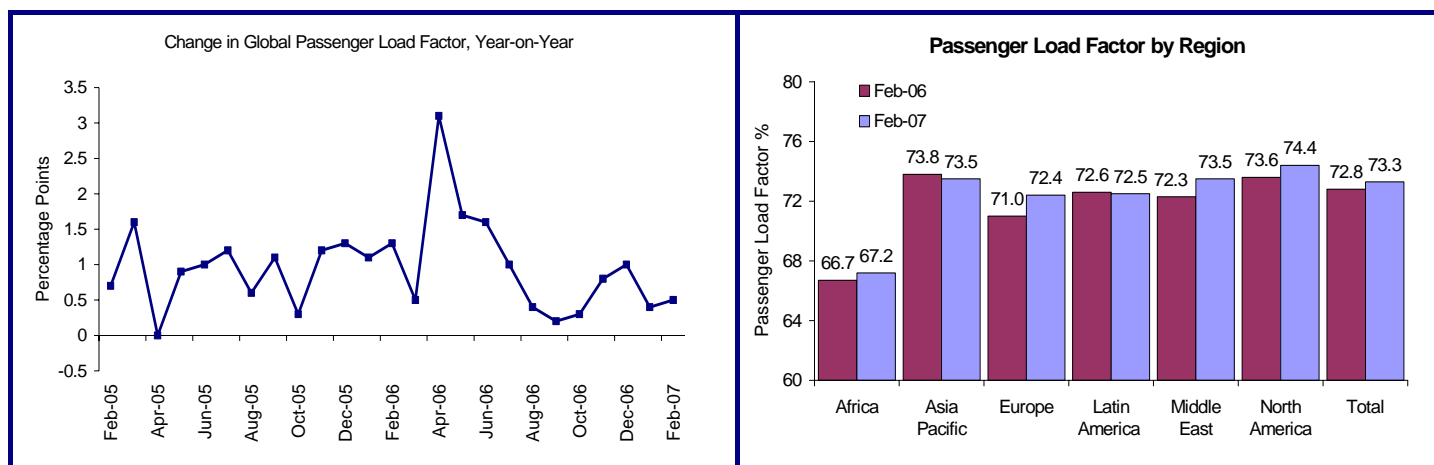 Change in Global Passenger Load Factor, Year-on-Year
Percentage Points
3.5
3
2.5
2
1.5
1
0.5
0
-0.5
Feb-05
Apr-05
Jun-05
Aug-05
Oct-05
Dec-05
Feb-06
Apr-06
Jun-06
Aug-06
Oct-06
Dec-06
Feb-07
Passenger Load Factor by Region
Passenger Load Factor %
80
76
72
68
64
60
Feb-06
Feb-07
66.7 67.2
73.8 73.5
71.0 72.4
72.6 72.5
72.3 73.5
73.6 74.4
72.8 73.3
Africa
Asia
Pacific
Europe
Latin
America
Middle
East
North
America
Total